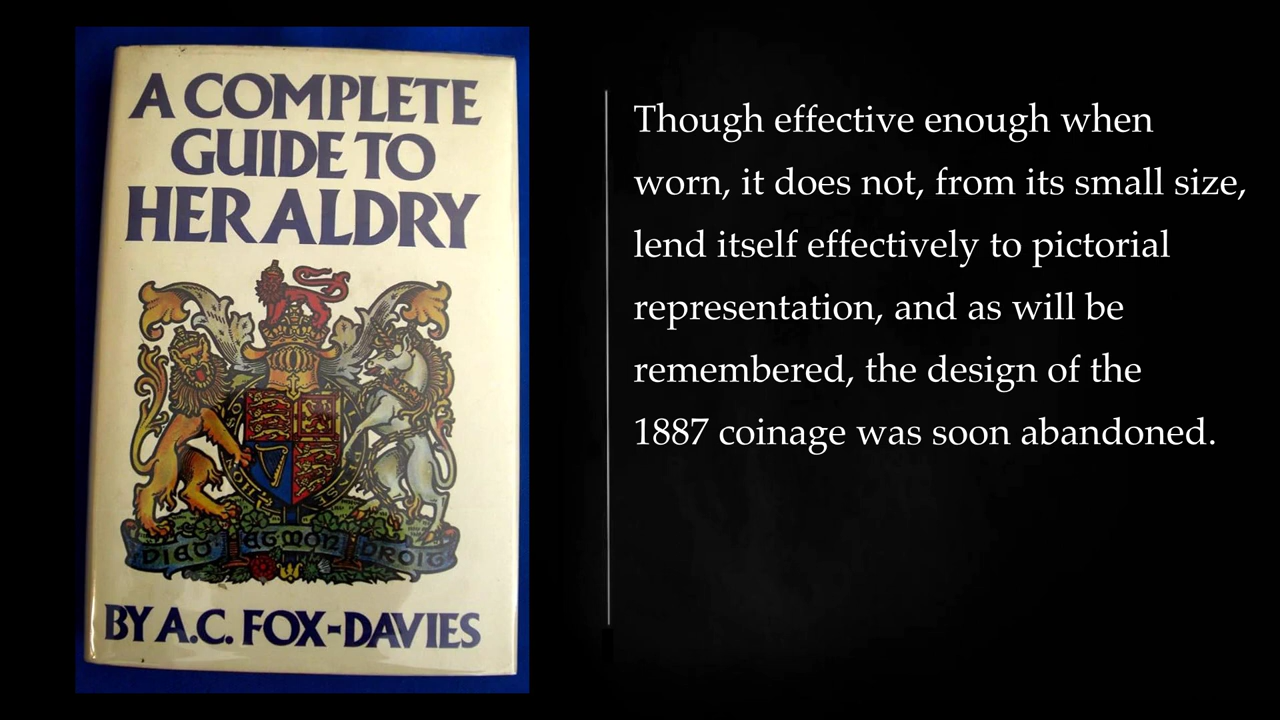 A COMPLETE
GUIDE TO
HERALDRY
DIEU ET MON DROIT
BY A.C. FOX-DAVIES
Though effective enough when
worn, it does not, from its small size,
lend itself effectively to pictorial
representation, and as will be
remembered, the design of the
1887 coinage was soon abandoned.